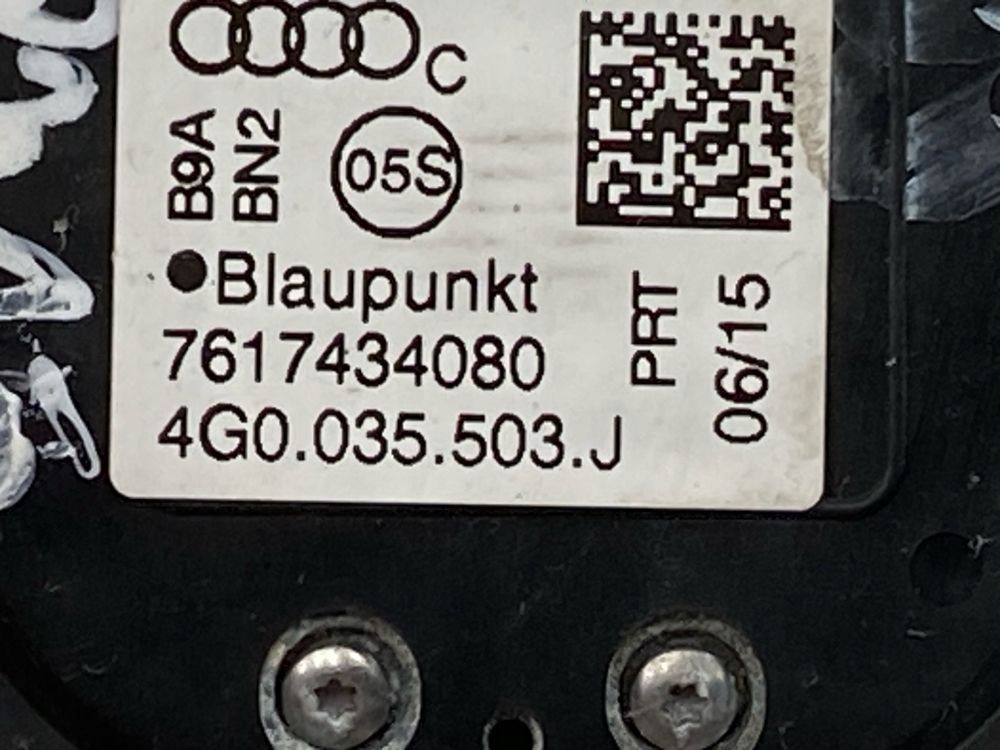 C
B9A
BN2
05S
Blaupunkt
7617434080
4G0.035.503.J
PRT
06/15